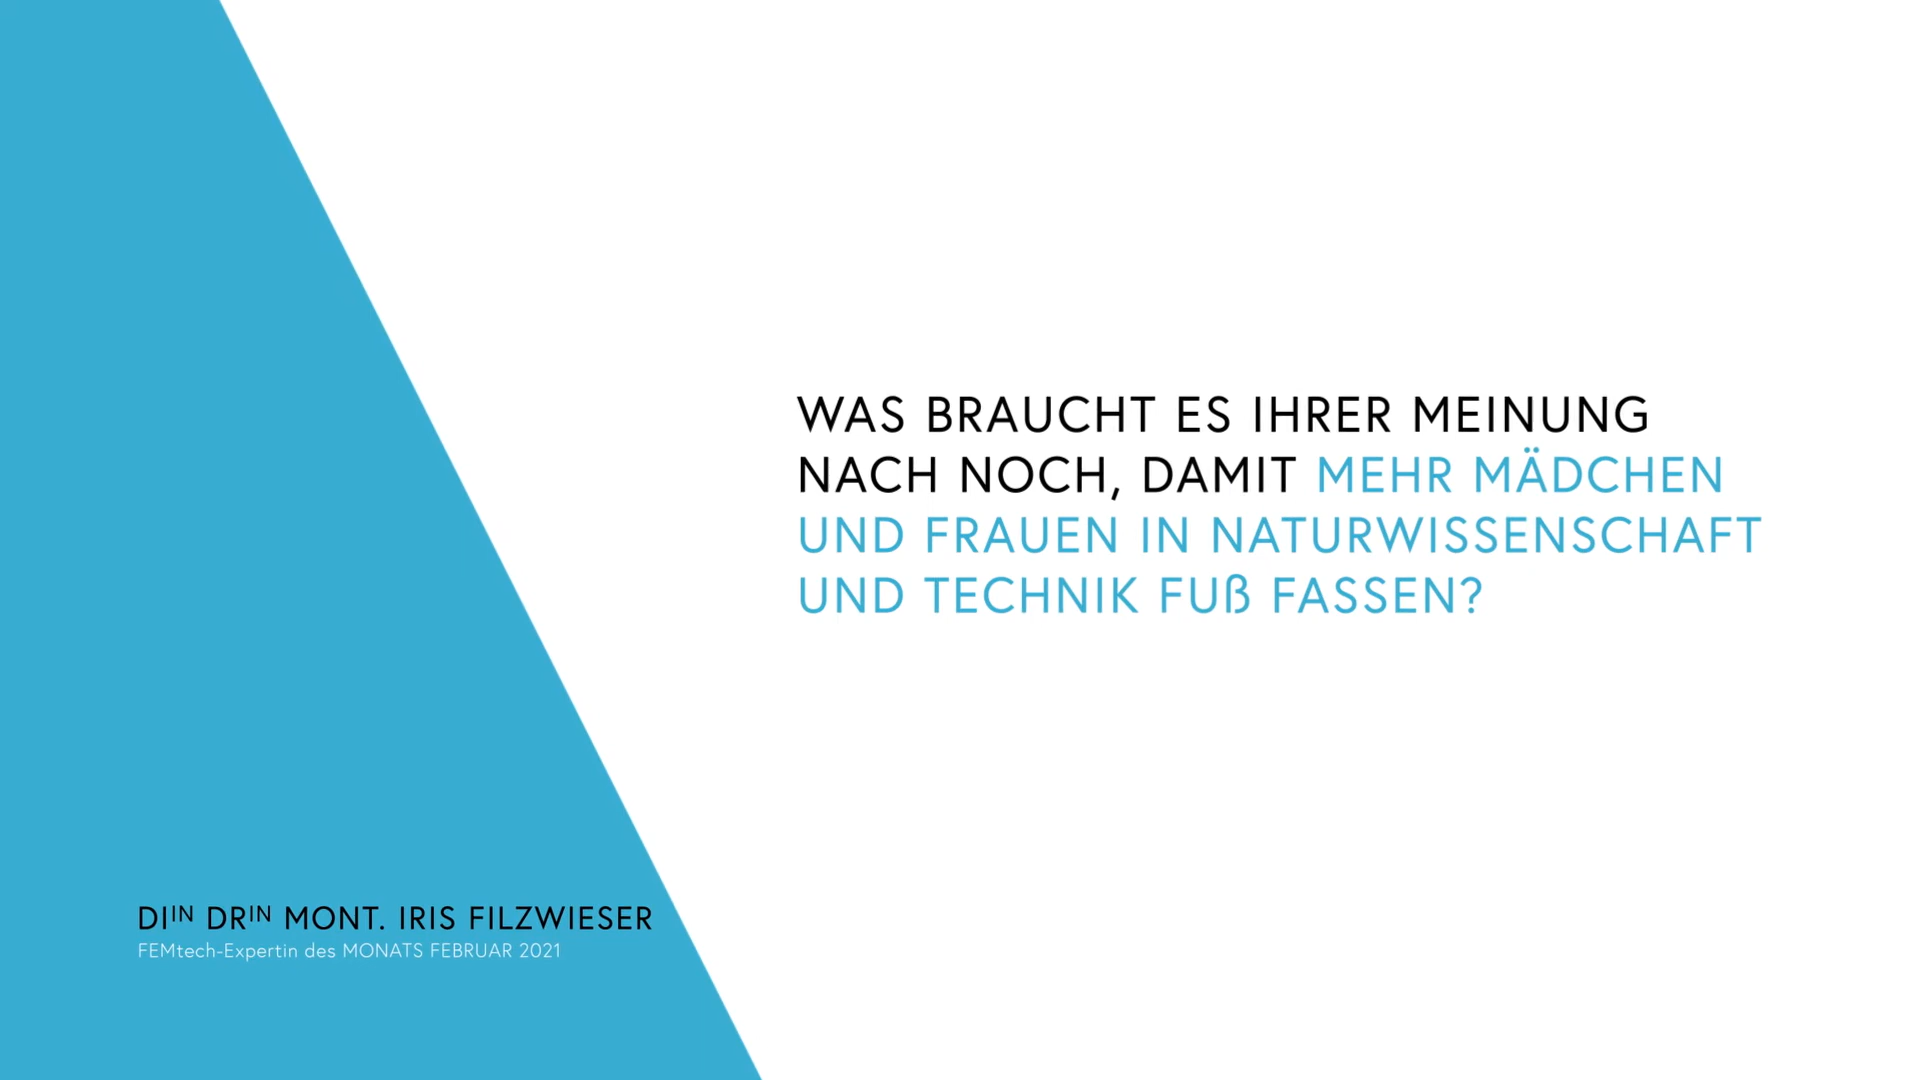 WAS BRAUCHT ES IHRER MEINUNG
NACH NOCH, DAMIT MEHR MÄDCHEN
UND FRAUEN IN NATURWISSENSCHAFT
UND TECHNIK FUß FASSEN?
DIIN DRIN MONT. IRIS FILZWIESER
FEMtech-Expertin des MONATS FEBRUAR 2021